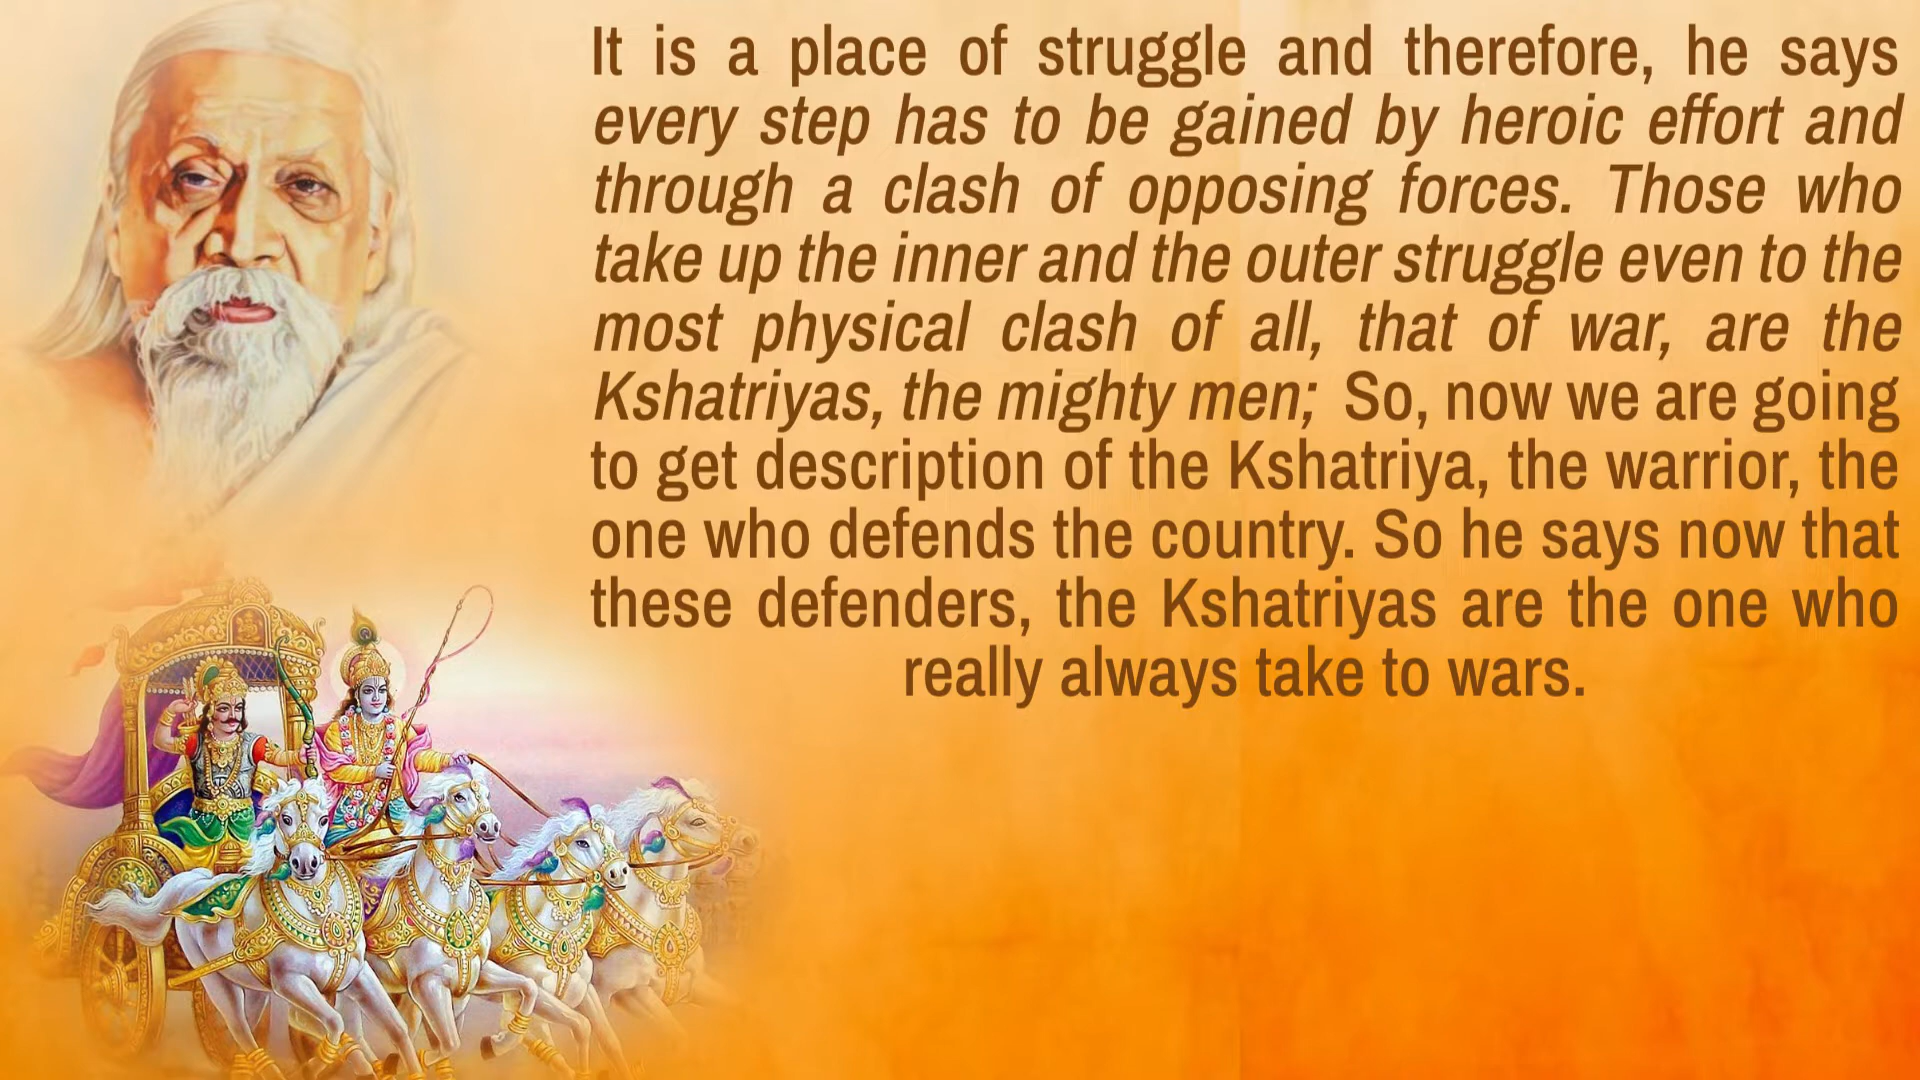 It is a place of struggle and therefore, he says
every step has to be gained by heroic effort and
through a clash of opposing forces. Those who
take up the inner and the outer struggle even to the
most physical clash of all, that of war, are the
Kshatriyas, the mighty men; So, now we are going
to get description of the Kshatriya, the warrior, the
one who defends the country. So he says now that
these defenders, the Kshatriyas are the one who
really always take to wars.